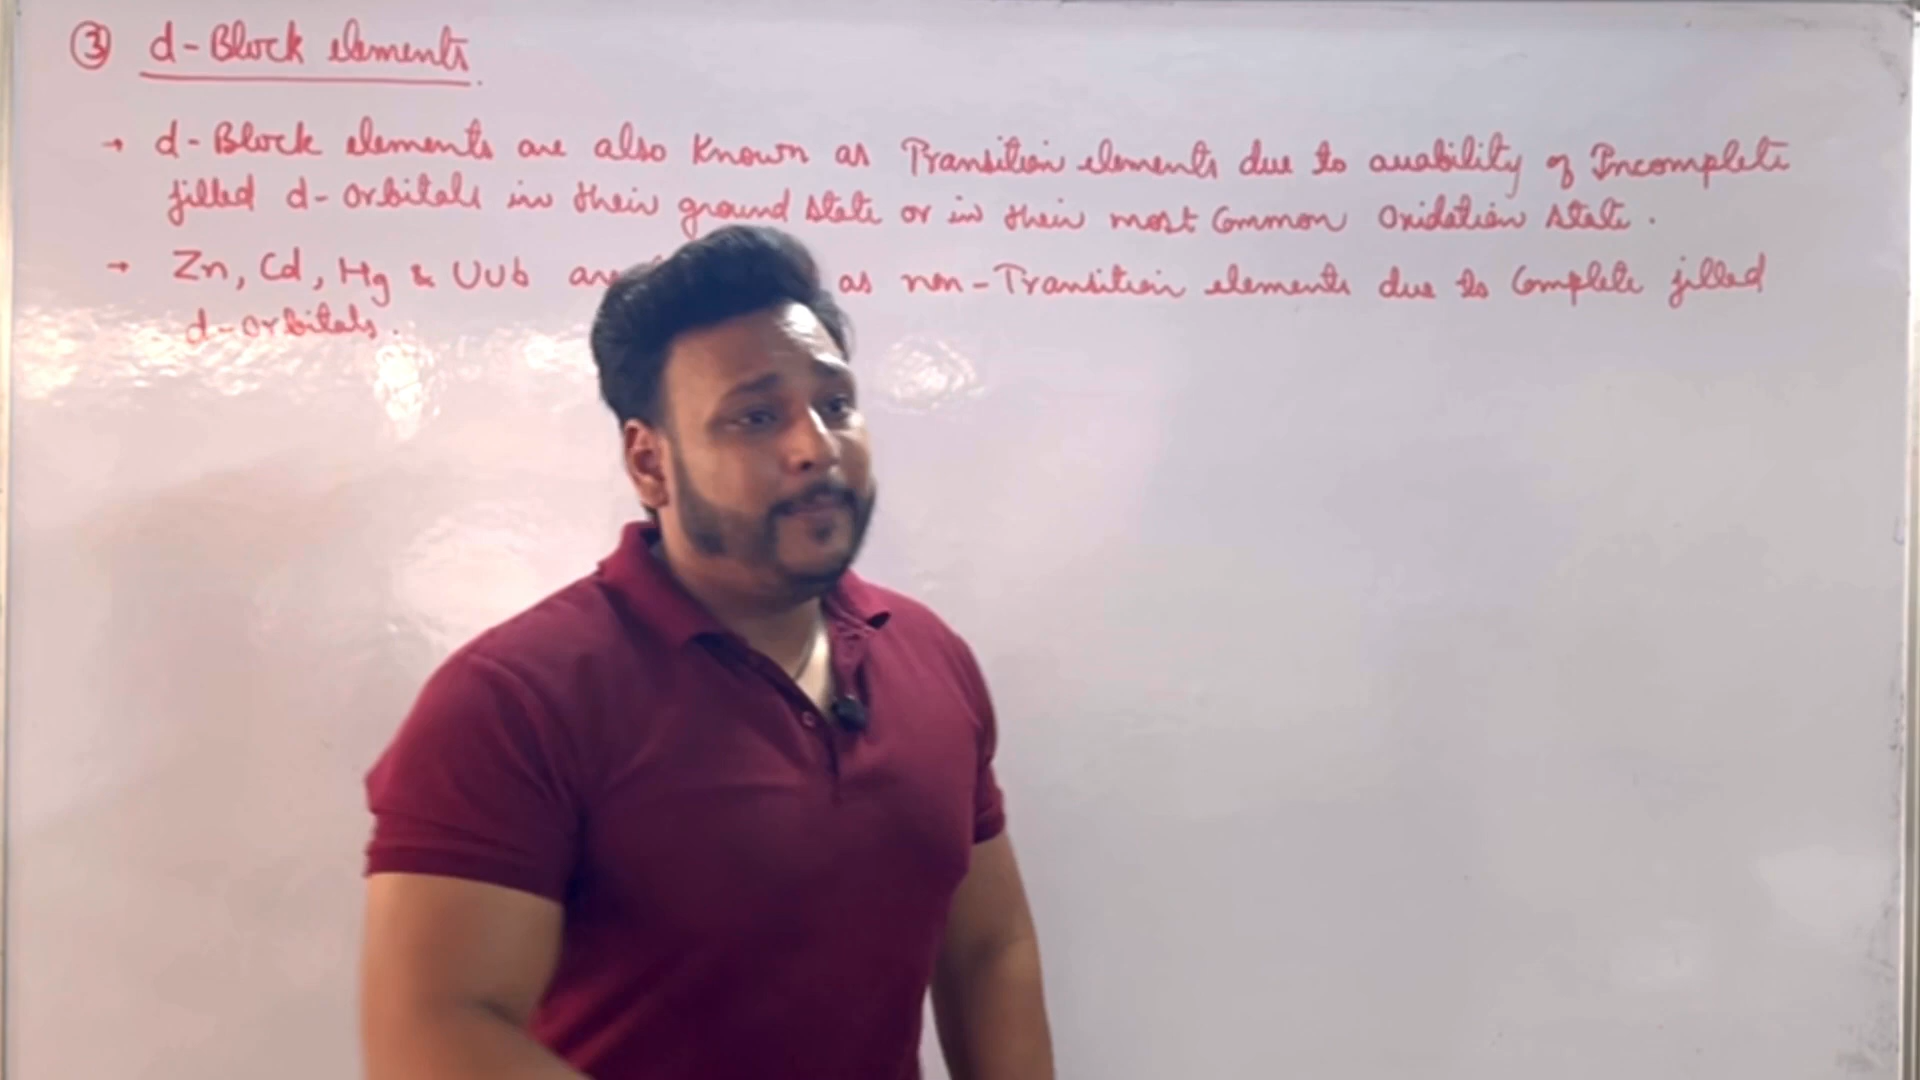 ③ d-Block elements
→ d-Block elements are also known as Transition elements due to avability of Incomplete
filled d-orbitals in their ground state or in their most Common Oxidation state.
→ Zn, Cd, Hg & Uub are as non-Transition elements due to Complete filled
d-orbitals.